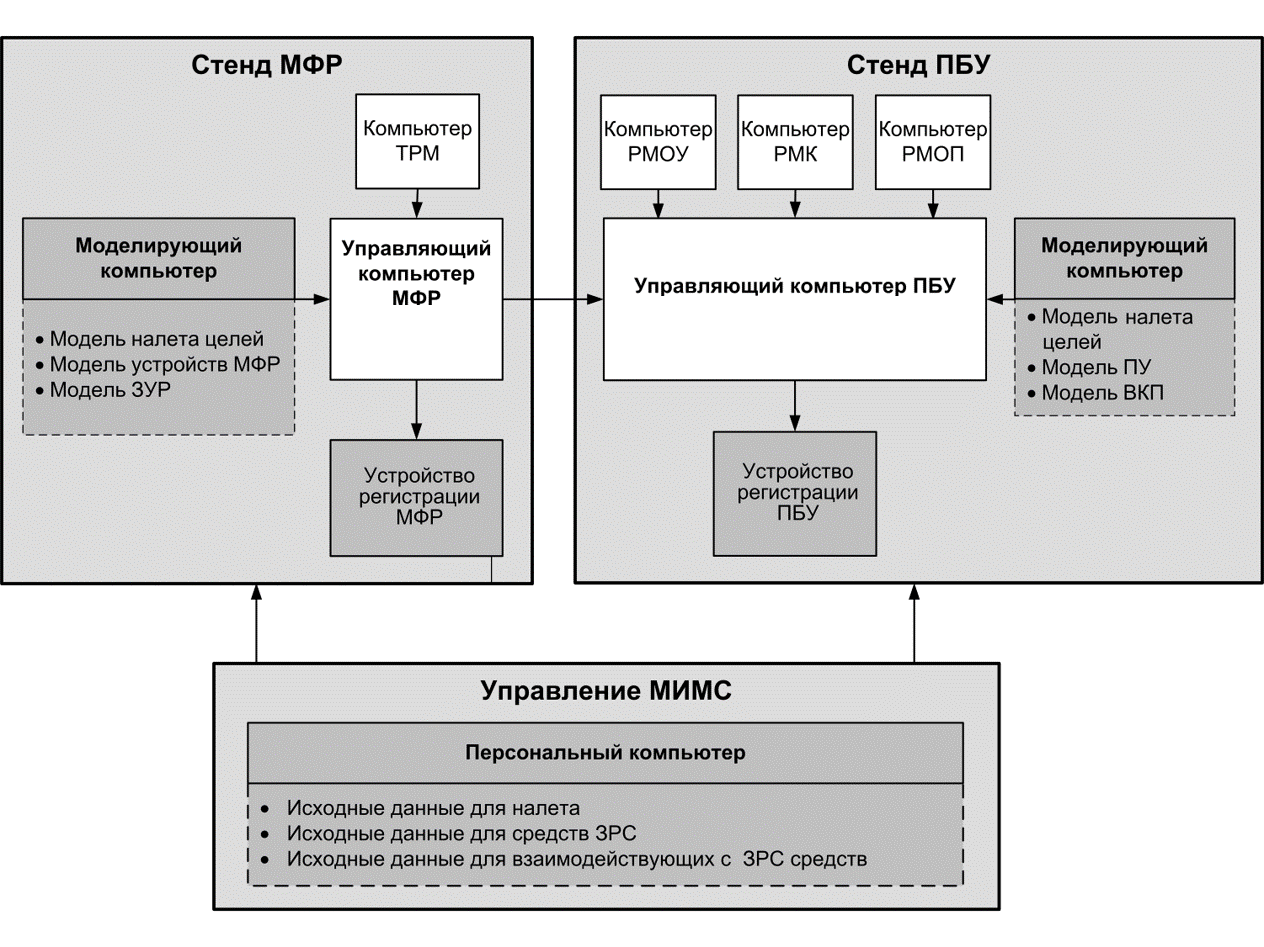 Стенд МФР
Компьютер
ТРМ
Моделирующий
компьютер
• Модель налета целей
• Модель устройств МФР
• Модель ЗУР
Управляющий
компьютер
МФР
Устройство
регистрации
МФР
Стенд ПБУ
Компьютер
РМОУ
Компьютер
РМК
Компьютер
РМОП
Управляющий компьютер ПБУ
Моделирующий
компьютер
• Модель налета
целей
• Модель ПУ
• Модель ВКП
Устройство
регистрации
ПБУ
Управление МИМС
Персональный компьютер
• Исходные данные для налета
• Исходные данные для средств ЗРС
• Исходные данные для взаимодействующих с ЗРС средств